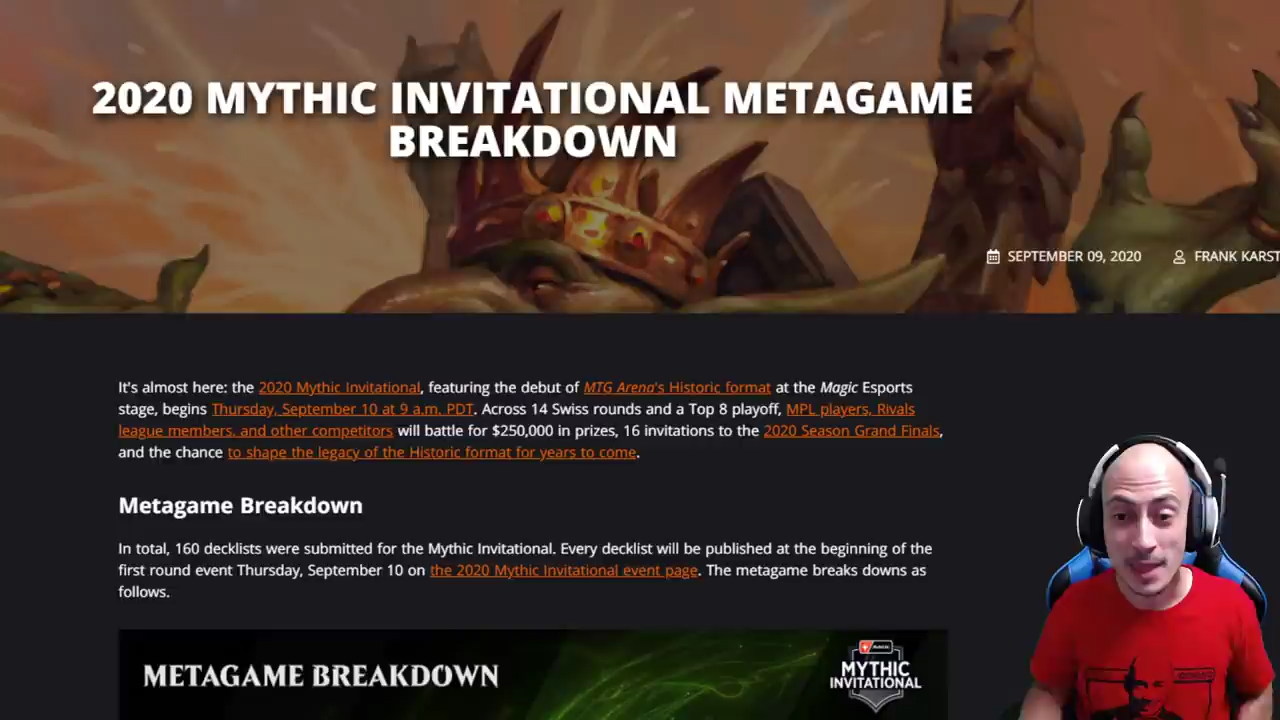 2020 MYTHIC INVITATIONAL METAGAME
BREAKDOWN
SEPTEMBER 09, 2020
FRANK KARST
It's almost here: the 2020 Mythic Invitational, featuring the debut of MTG Arena's Historic format at the Magic Esports
stage, begins Thursday, September 10 at 9 a.m. PDT. Across 14 Swiss rounds and a Top 8 playoff, MPL players, Rivals
league members, and other competitors will battle for $250,000 in prizes, 16 invitations to the 2020 Season Grand Finals,
and the chance to shape the legacy of the Historic format for years to come.
Metagame Breakdown
In total, 160 decklists were submitted for the Mythic Invitational. Every decklist will be published at the beginning of the
first round event Thursday, September 10 on the 2020 Mythic Invitational event page. The metagame breaks downs as
follows.
METAGAME BREAKDOWN
MYTHIC
INVITATIONAL